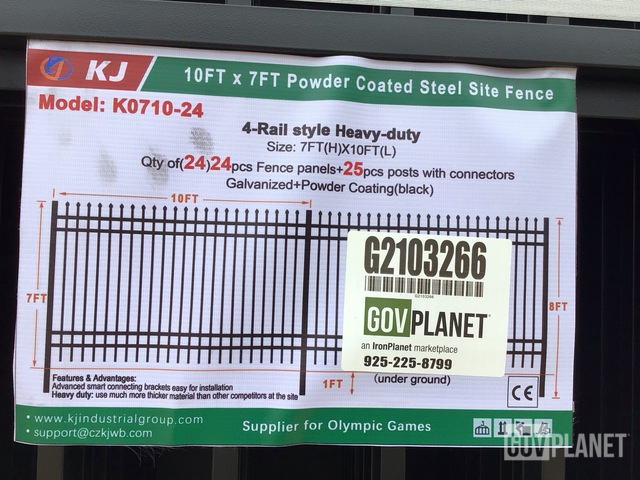 KJ
10FT x 7FT Powder Coated Steel Site Fence
Model: K0710-24
4-Rail style Heavy-duty
Size: 7FT(H)X10FT(L)
Qty of(24)24pcs Fence panels+25pcs posts with connectors
Galvanized+Powder Coating(black)
10FT
7FT
8FT
G2103266
G2103266
GOVPLANET
an IronPlanet marketplace
925-225-8799
1FT
(under ground)
Features & Advantages:
Advanced smart connecting brackets easy for installation
Heavy duty: use much more thicker material than other competitors at the site
CE
• www.kjindustrialgroup.com
• support@czkjwb.com
Supplier for Olympic Games
GOVPLANET